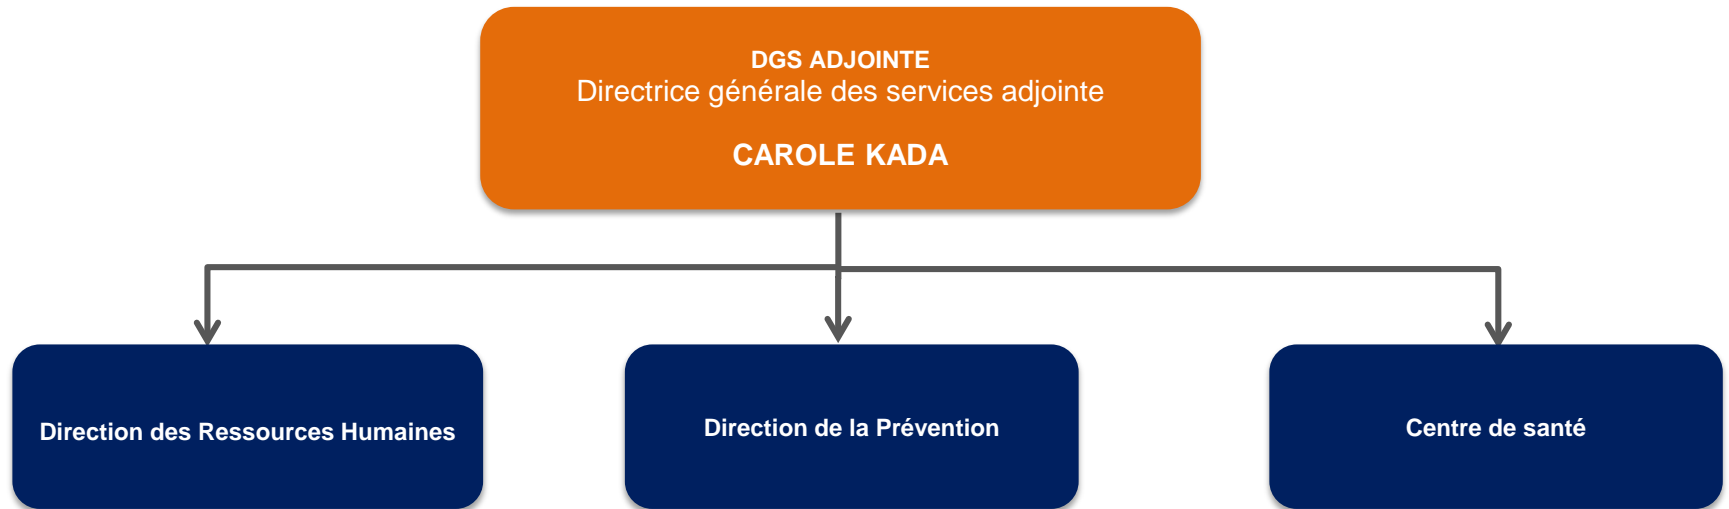 DGS ADJOINTE
Directrice générale des services adjointe
CAROLE KADA
Direction des Ressources Humaines
Direction de la Prévention
Centre de santé